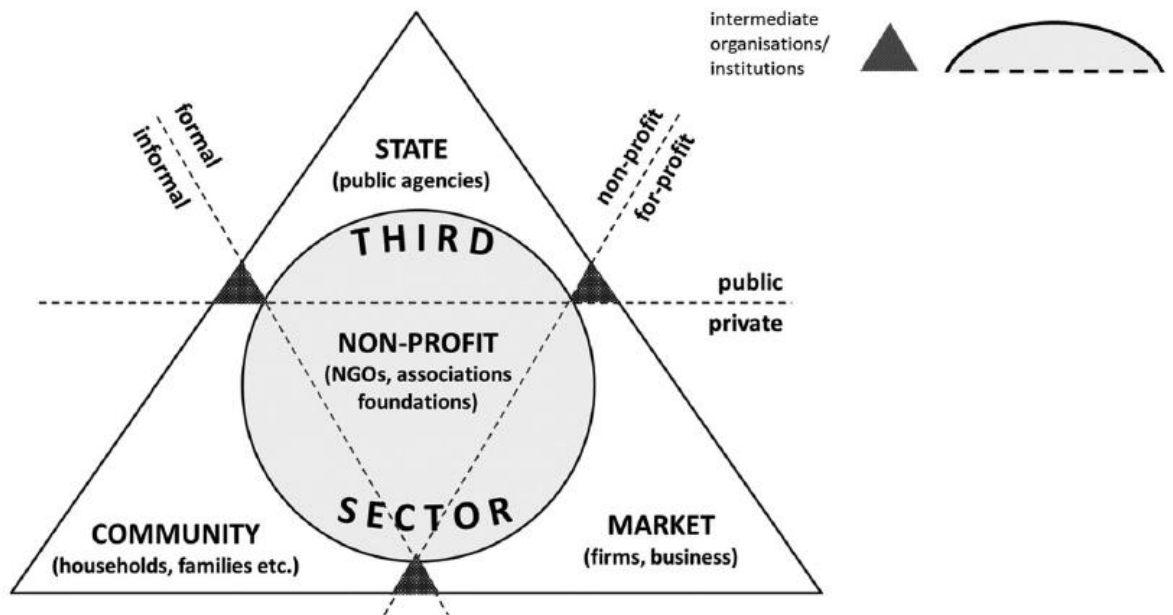 intermediate
organisations/
institutions
formal
informal
non-profit
for-profit
STATE
(public agencies)
THIRD
public
private
NON-PROFIT
(NGOs, associations
foundations)
SECTOR
COMMUNITY
(households, families etc.)
MARKET
(firms, business)